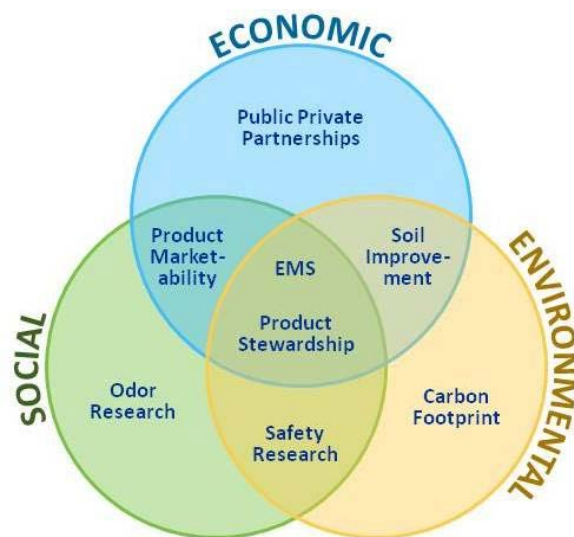 ECONOMIC
Public Private
Partnerships
Product
Market-
ability
EMS
Soil
Improve-
ment
Product
Stewardship
SOCIAL
Odor
Research
Safety
Research
Carbon
Footprint
ENVIRONMENTAL